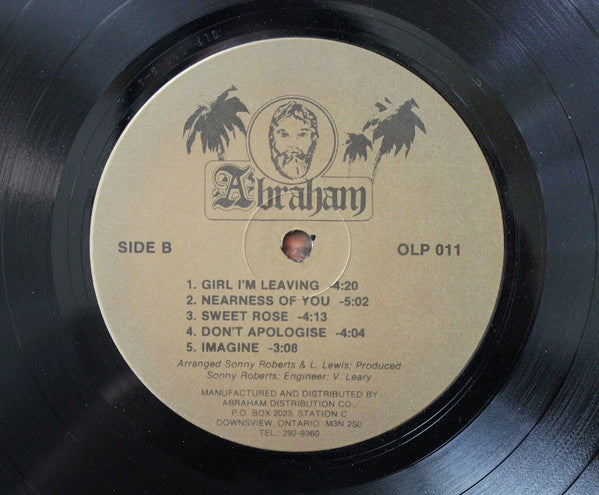 Abraham
SIDE B
OLP 011
1. GIRL I'M LEAVING -4:20
2. NEARNESS OF YOU -5:02
3. SWEET ROSE -4:13
4. DON'T APOLOGISE -4:04
5. IMAGINE -3:08
Arranged Sonny Roberts & L. Lewis; Produced
Sonny Roberts; Engineer: V. Leary
MANUFACTURED AND DISTRIBUTED BY
ABRAHAM DISTRIBUTION CO.,
P.O. BOX 2023, STATION C
DOWNSVIEW, ONTARIO M3N 2S0
TEL.: 292-9360